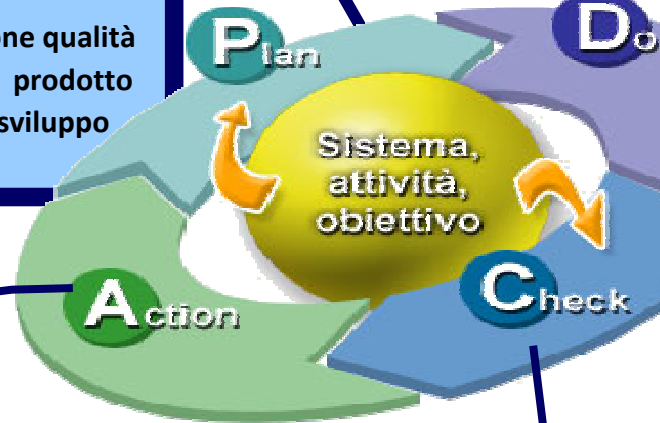 one qualità
prodotto
sviluppo
Plan
Do
Sistema,
attività,
obiettivo
Check
Action